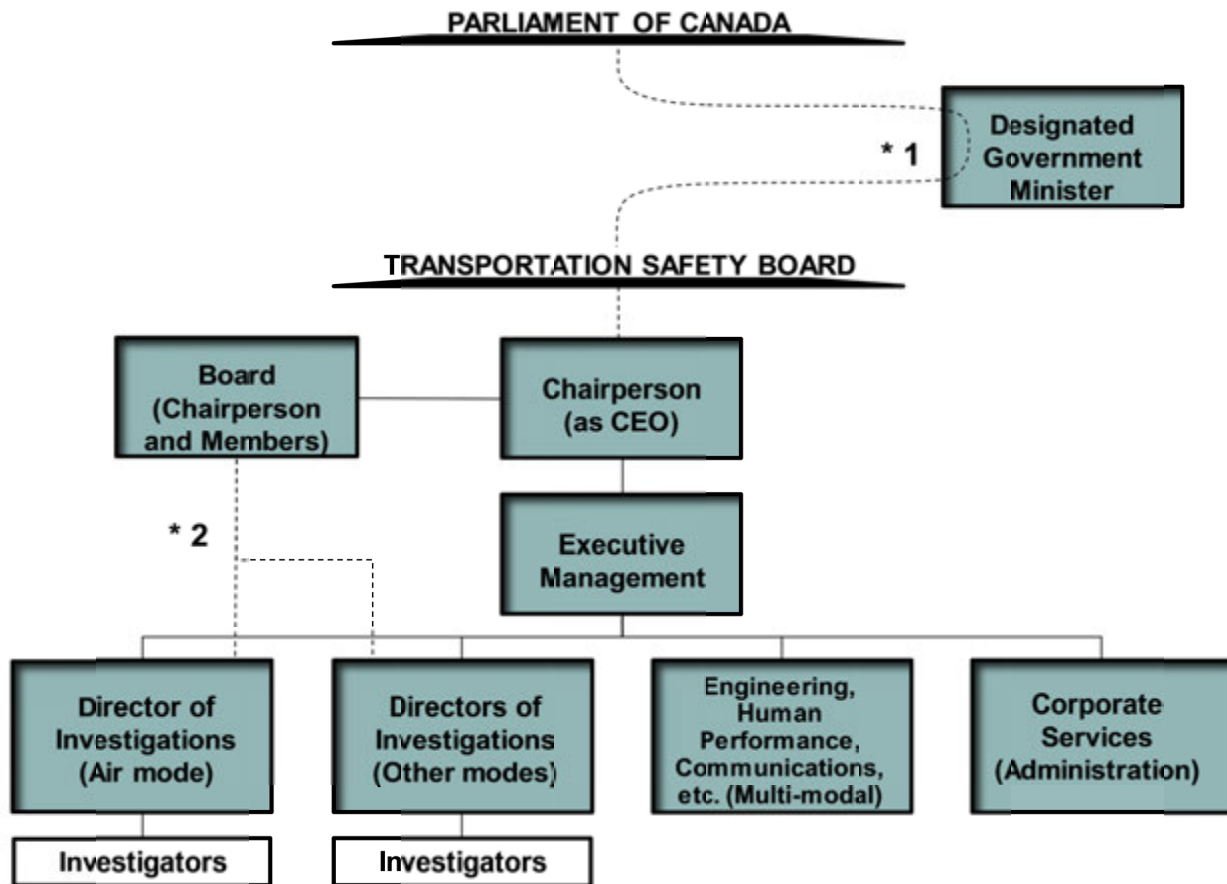 PARLIAMENT OF CANADA
Designated
Government
Minister
* 1
TRANSPORTATION SAFETY BOARD
Board
(Chairperson
and Members)
Chairperson
(as CEO)
* 2
Executive
Management
Director of
Investigations
(Air mode)
Directors of
Investigations
(Other modes)
Engineering,
Human
Performance,
Communications,
etc. (Multi-modal)
Corporate
Services
(Administration)
Investigators
Investigators